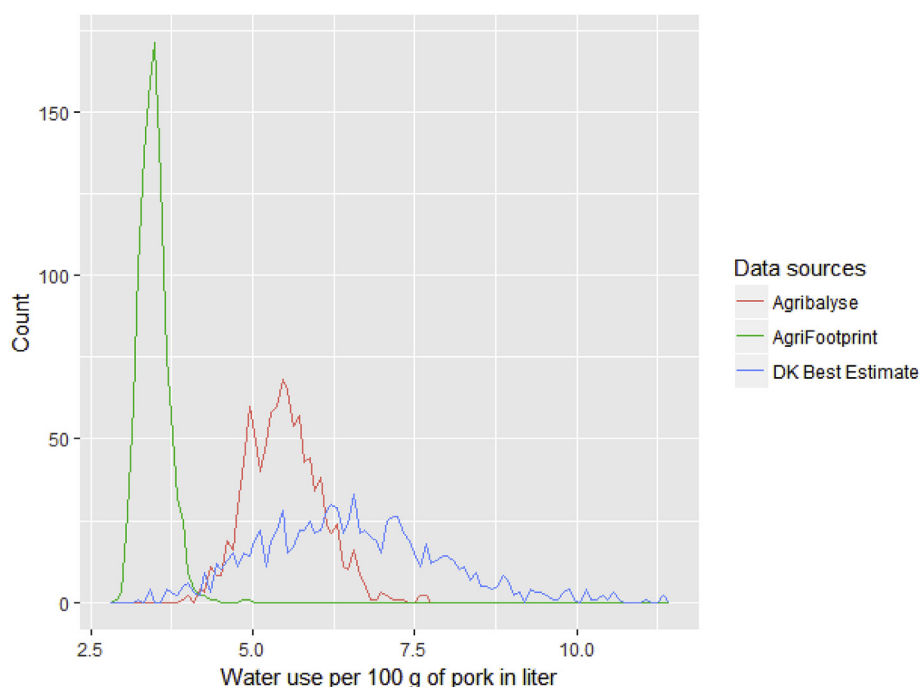 150
100
50
0
Count
2.5
5.0
7.5
10.0
Water use per 100 g of pork in liter
Data sources
Agribalyse
AgriFootprint
DK Best Estimate